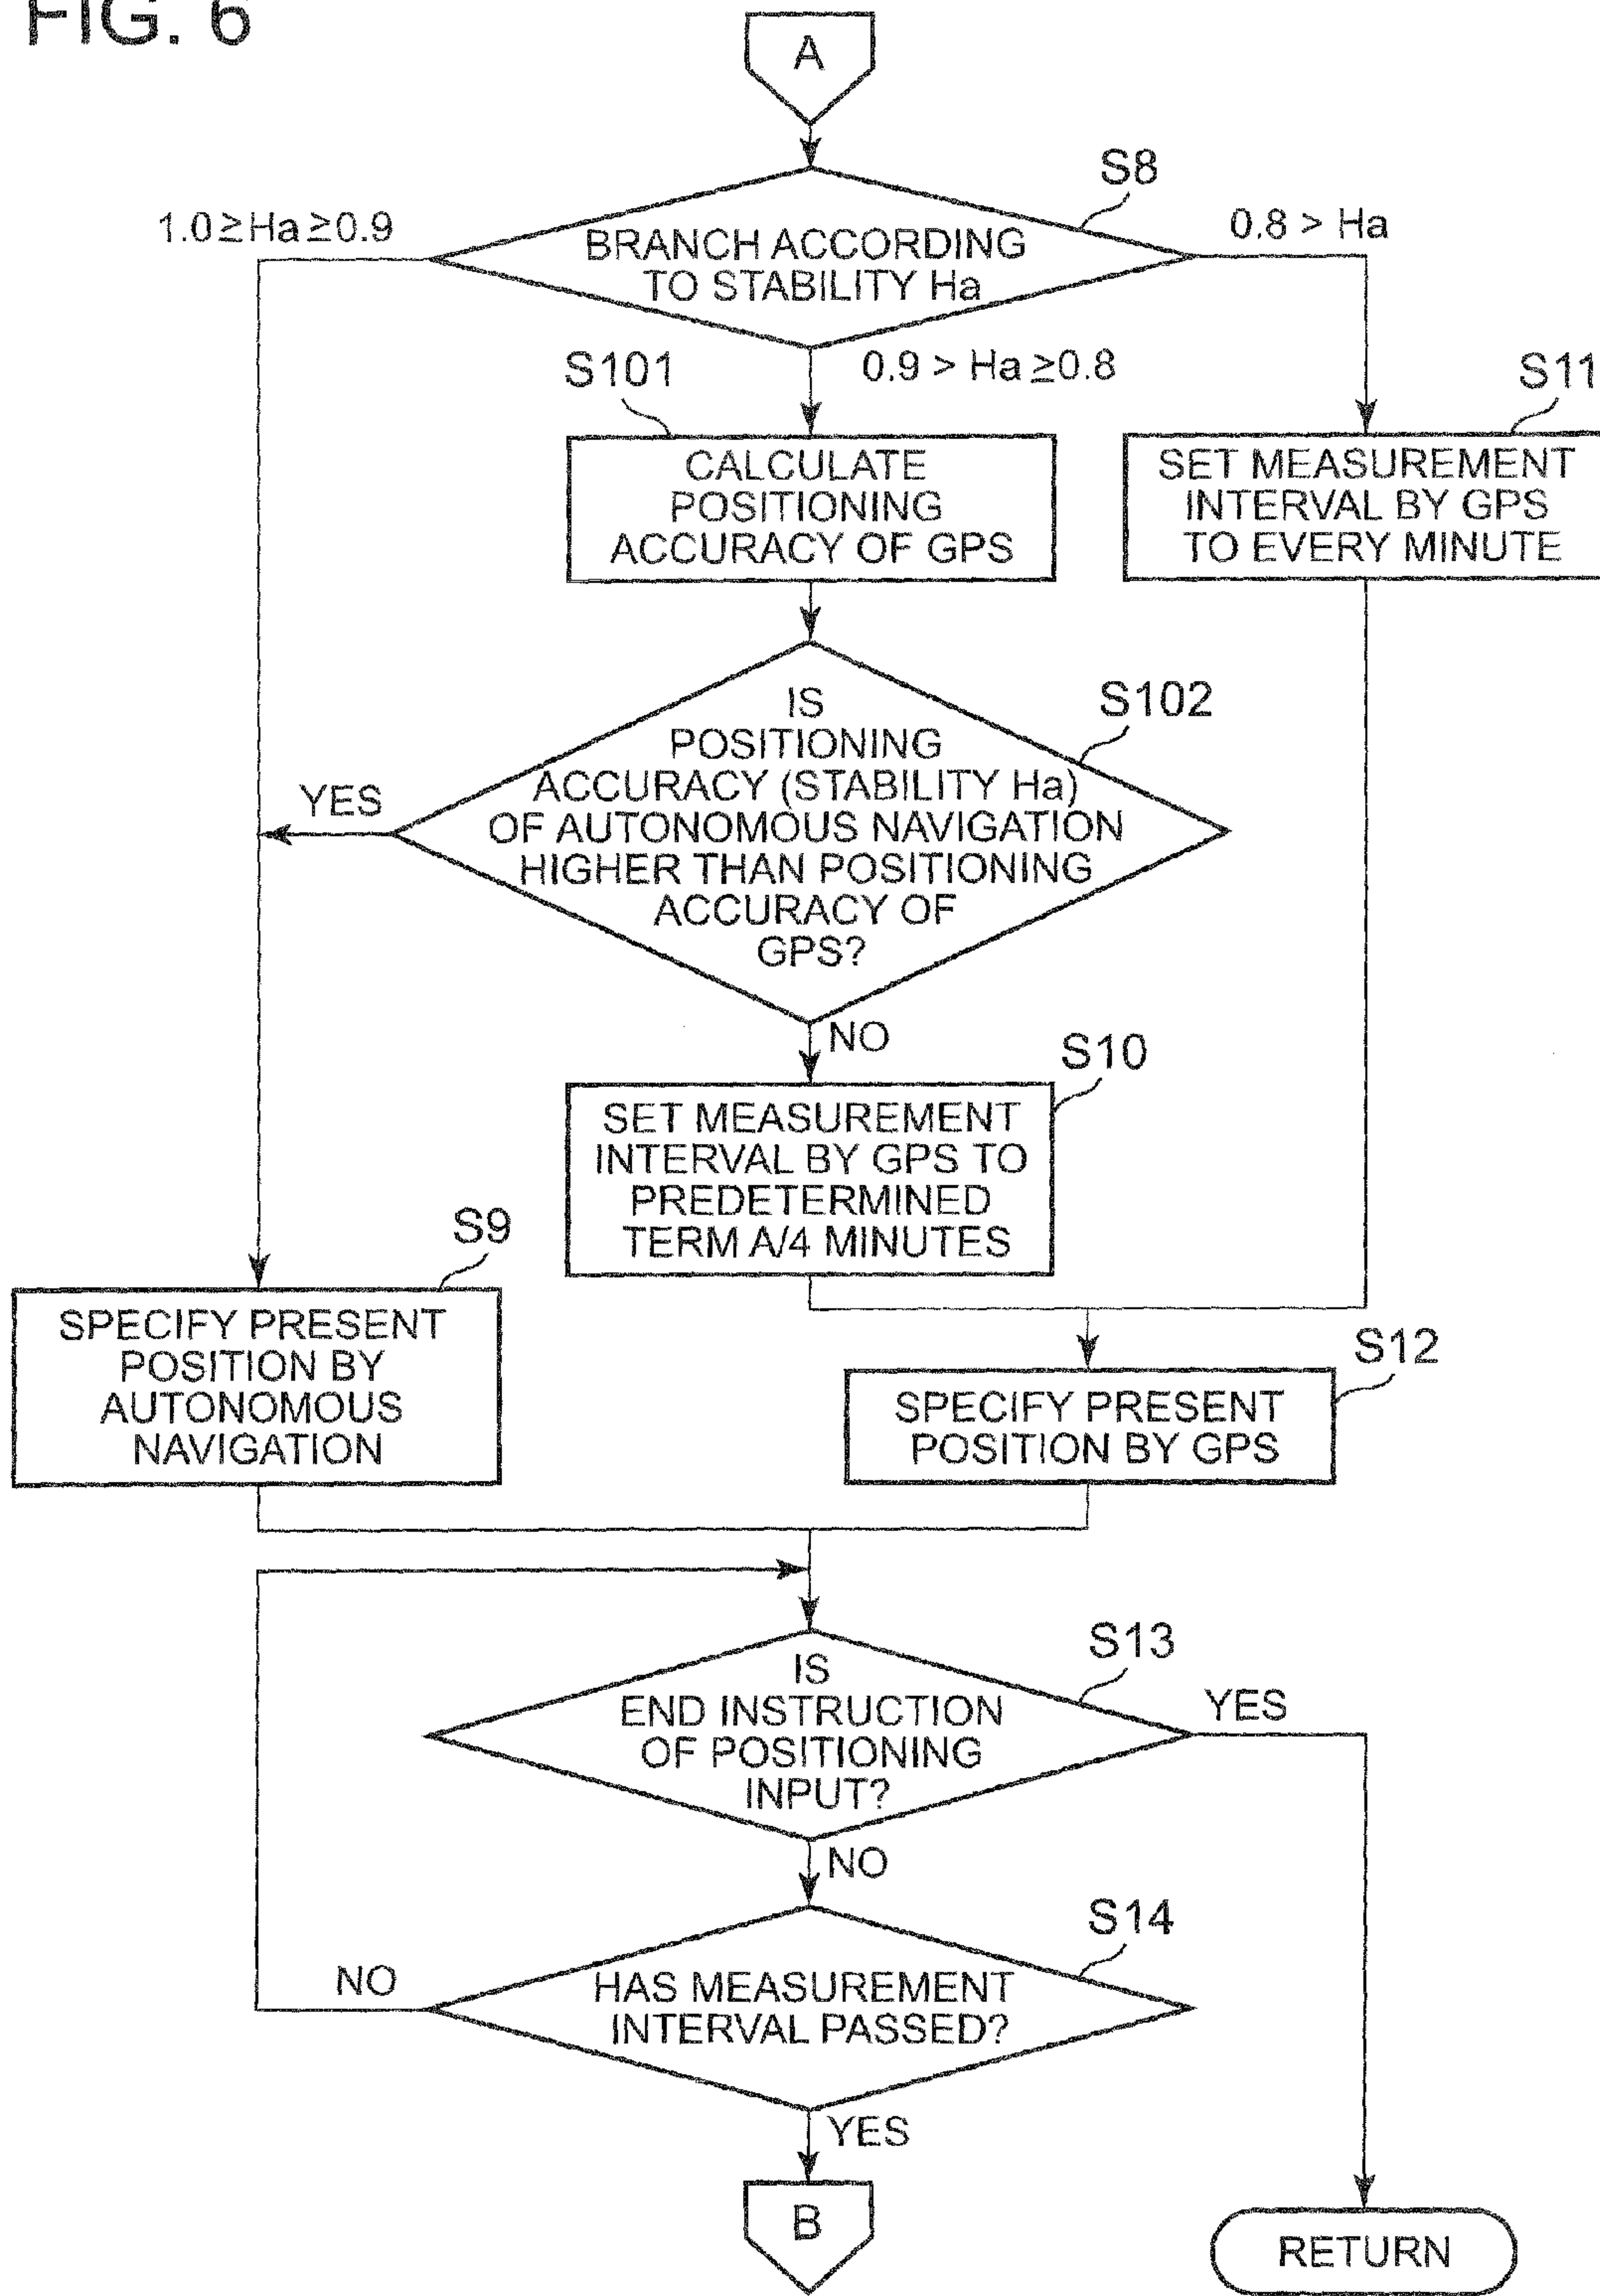 FIG. 6
A
S8
1.0≥Ha≥0.9
0.8 > Ha
BRANCH ACCORDING
TO STABILITY Ha
0.9 > Ha ≥0.8
S101
S11
CALCULATE
POSITIONING
ACCURACY OF GPS
SET MEASUREMENT
INTERVAL BY GPS
TO EVERY MINUTE
S102
IS
POSITIONING
ACCURACY (STABILITY Ha)
OF AUTONOMOUS NAVIGATION
HIGHER THAN POSITIONING
ACCURACY OF
GPS?
YES
NO
S10
SET MEASUREMENT
INTERVAL BY GPS TO
PREDETERMINED
TERM A/4 MINUTES
S9
SPECIFY PRESENT
POSITION BY
AUTONOMOUS
NAVIGATION
S12
SPECIFY PRESENT
POSITION BY GPS
S13
IS
END INSTRUCTION
OF POSITIONING
INPUT?
YES
NO
S14
NO
HAS MEASUREMENT
INTERVAL PASSED?
YES
B
RETURN